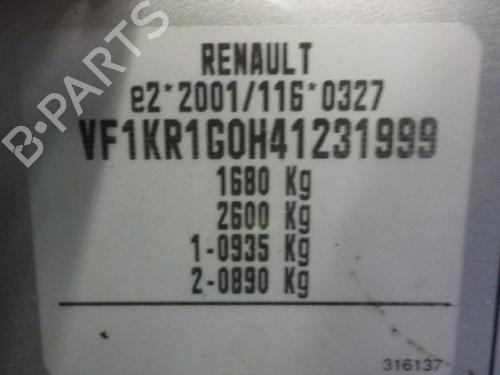 B-PARTS
RENAULT
e2*2001/116*0327
VF1KR1G0H41231999
1680 Kg
2600 Kg
1-0935 Kg
2-0890 Kg
316137-